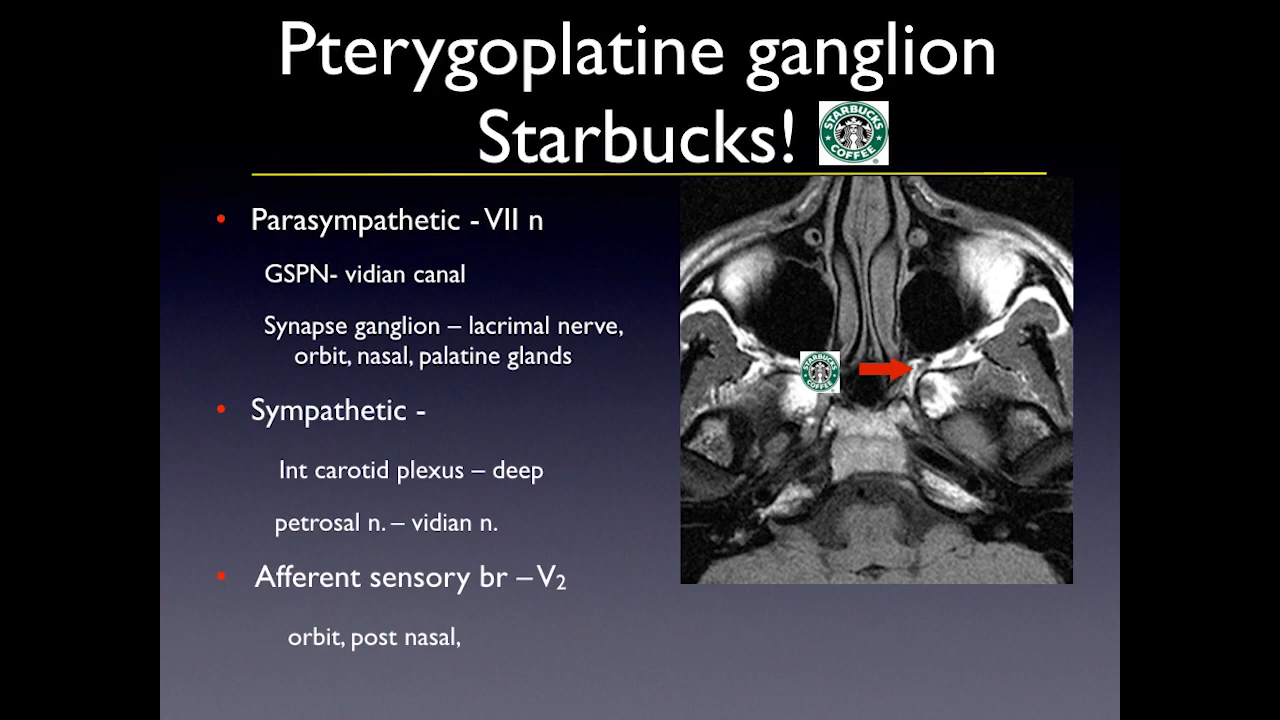 Pterygoplatine ganglion
Starbucks!
STARBUCKS
COFFEE
• Parasympathetic - VII n
GSPN- vidian canal
Synapse ganglion – lacrimal nerve,
orbit, nasal, palatine glands
• Sympathetic -
Int carotid plexus – deep
petrosal n. – vidian n.
• Afferent sensory br – V₂
orbit, post nasal,
STARBUCKS
COFFEE